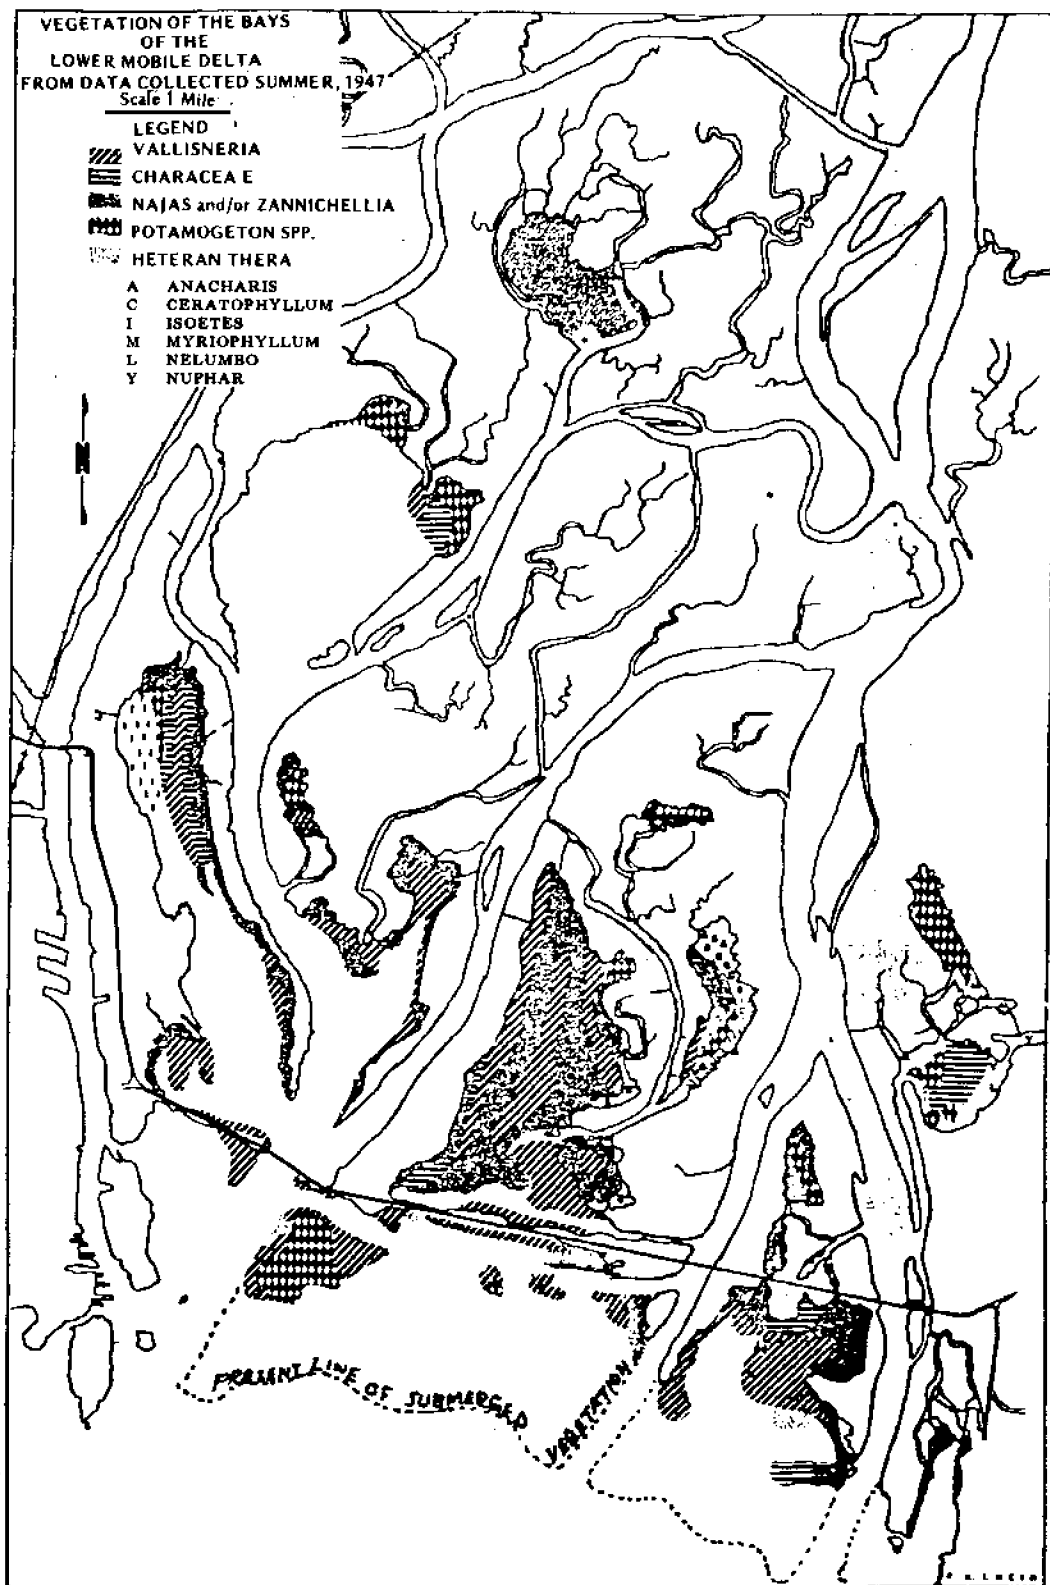 VEGETATION OF THE BAYS
OF THE
LOWER MOBILE DELTA
FROM DATA COLLECTED SUMMER, 1947
Scale 1 Mile
LEGEND
VALLISNERIA
CHARACEA E
NAJAS and/or ZANNICHELLIA
POTAMOGETON SPP.
HETERAN THERA
A ANACHARIS
C CERATOPHYLLUM
I ISOETES
M MYRIOPHYLLUM
L NELUMBO
Y NUPHAR
N
PRESENT LINE OF SUBMERGED VEGETATION